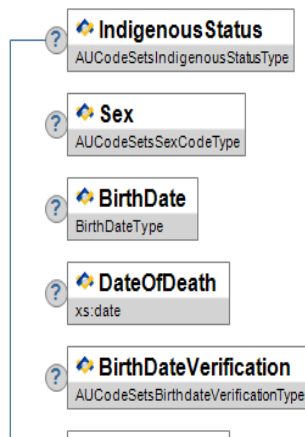 ?
IndigenousStatus
AUCodeSetsIndigenousStatusType
?
Sex
AUCodeSetsSexCodeType
?
BirthDate
BirthDateType
?
DateOfDeath
xs:date
?
BirthDateVerification
AUCodeSetsBirthdateVerificationType